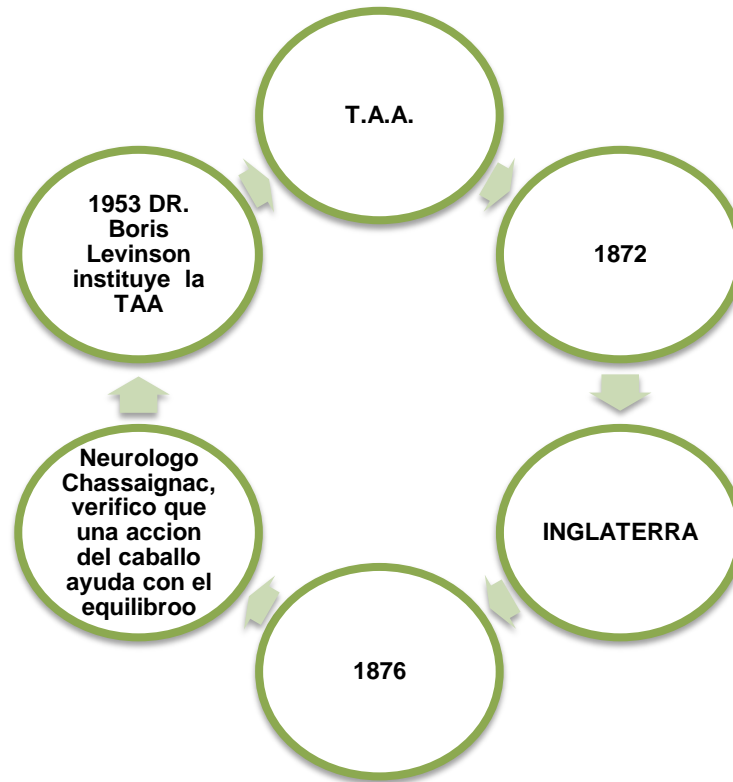 T.A.A.
1872
INGLATERRA
1876
Neurologo
Chassaignac,
verifico que
una accion
del caballo
ayuda con el
equilibroo
1953 DR.
Boris
Levinson
instituye la
TAA